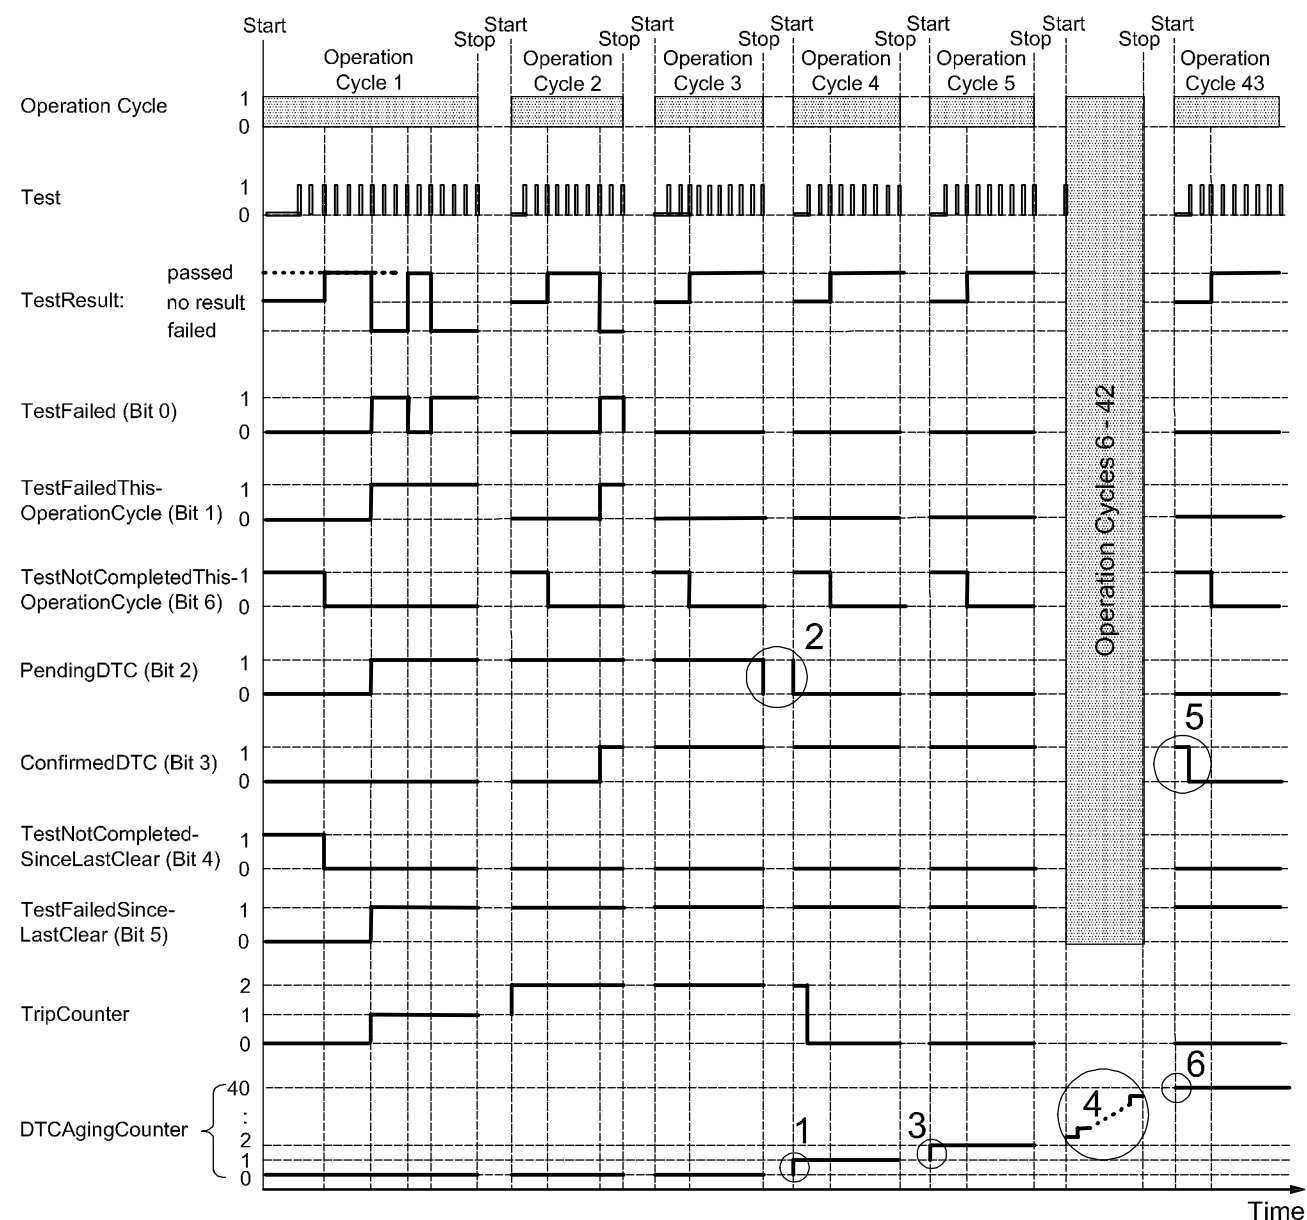 Start Start Start Start Start Start Start
Stop Stop Stop Stop Stop Stop
Operation Cycle 1
Operation Cycle 2
Operation Cycle 3
Operation Cycle 4
Operation Cycle 5
Operation Cycle 43
Operation Cycle 1
0
Test 1
0
TestResult:
passed
no result
failed
TestFailed (Bit 0) 1
0
TestFailedThis- 1
OperationCycle (Bit 1) 0
TestNotCompletedThis- 1
OperationCycle (Bit 6) 0
Operation Cycles 6 - 42
PendingDTC (Bit 2) 1
0
2
ConfirmedDTC (Bit 3) 1
0
5
TestNotCompleted- 1
SinceLastClear (Bit 4) 0
TestFailedSince- 1
LastClear (Bit 5) 0
TripCounter
2
1
0
DTCAgingCounter
40
:
2
1
0
1
3
4
6
Time